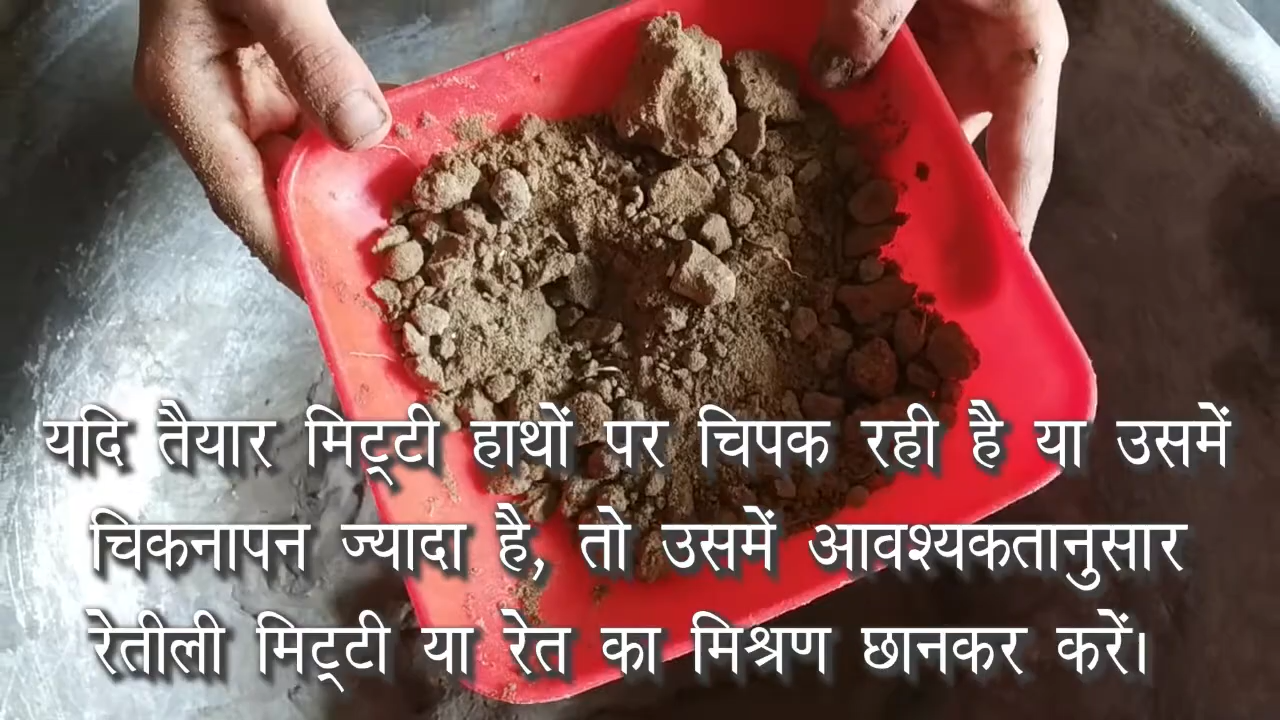 यदि तैयार मिट्टी हाथों पर चिपक रही है या उसमें
चिकनापन ज्यादा है, तो उसमें आवश्यकतानुसार
रेतीली मिट्टी या रेत का मिश्रण छानकर करें।